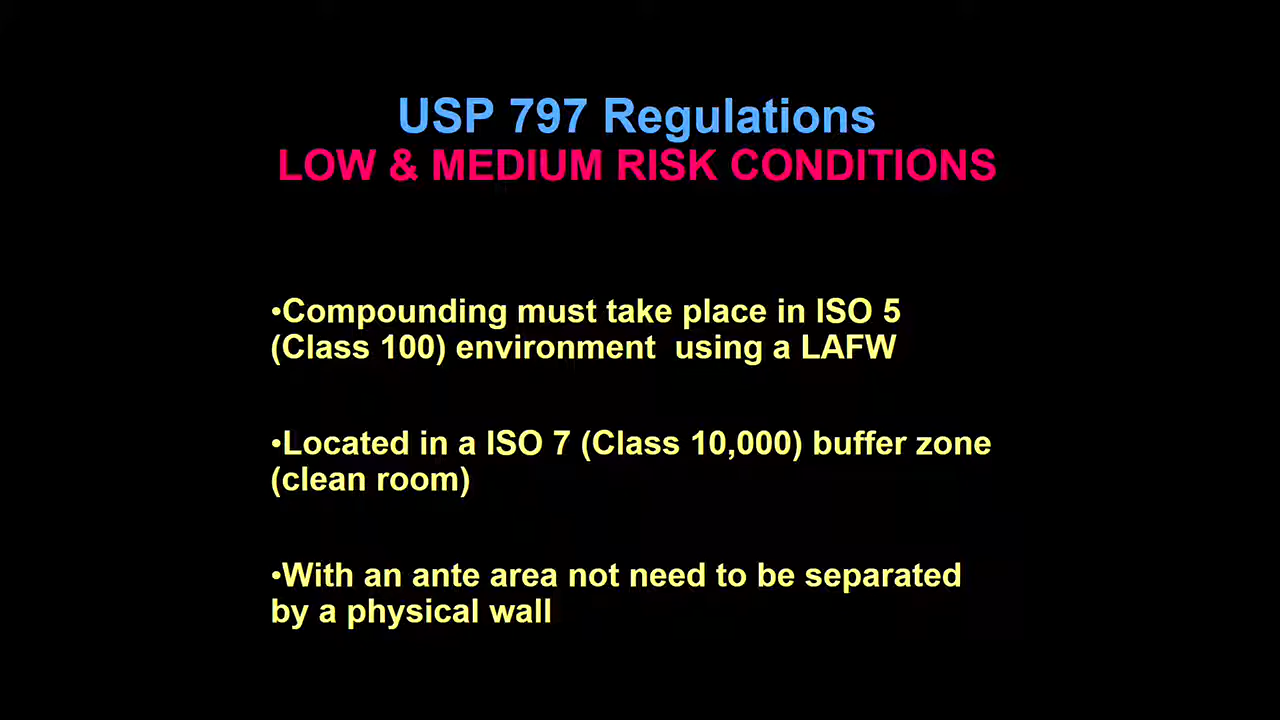 USP 797 Regulations
LOW & MEDIUM RISK CONDITIONS
•Compounding must take place in ISO 5
(Class 100) environment  using a LAFW
•Located in a ISO 7 (Class 10,000) buffer zone
(clean room)
•With an ante area not need to be separated
by a physical wall